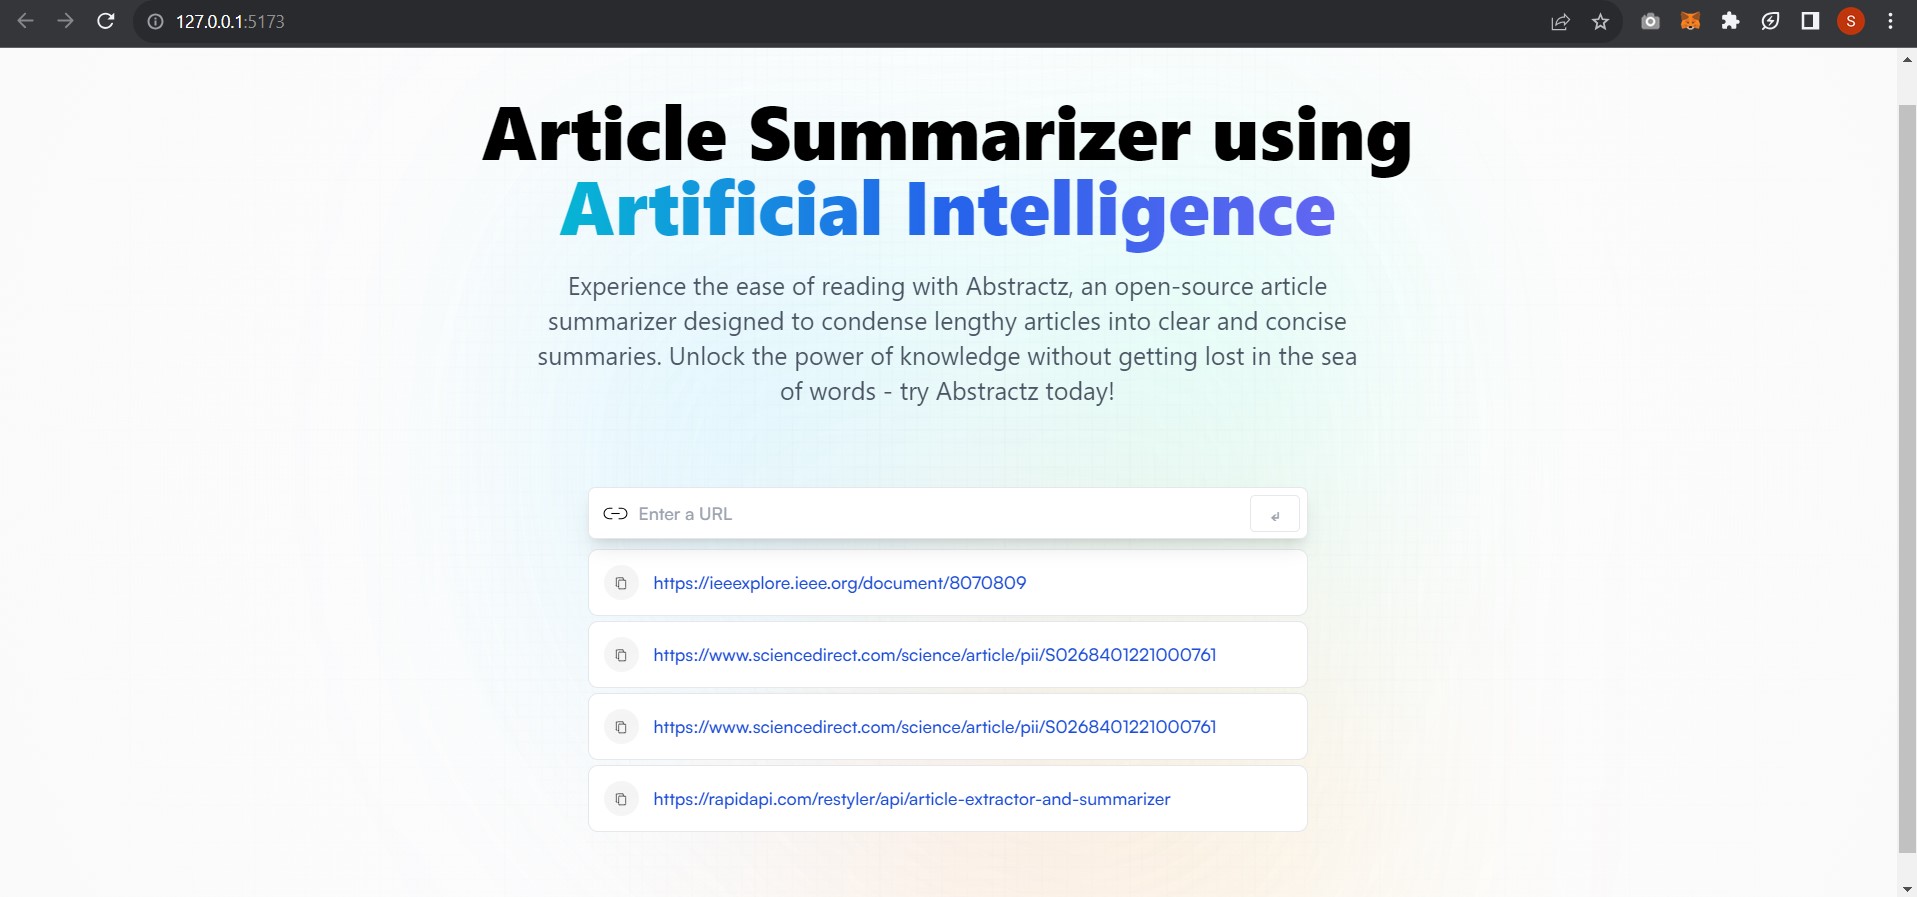 127.0.0.1:5173
S
Article Summarizer using
Artificial Intelligence
Experience the ease of reading with Abstractz, an open-source article
summarizer designed to condense lengthy articles into clear and concise
summaries. Unlock the power of knowledge without getting lost in the sea
of words - try Abstractz today!
Enter a URL
https://ieeexplore.ieee.org/document/8070809
https://www.sciencedirect.com/science/article/pii/S0268401221000761
https://www.sciencedirect.com/science/article/pii/S0268401221000761
https://rapidapi.com/restyler/api/article-extractor-and-summarizer